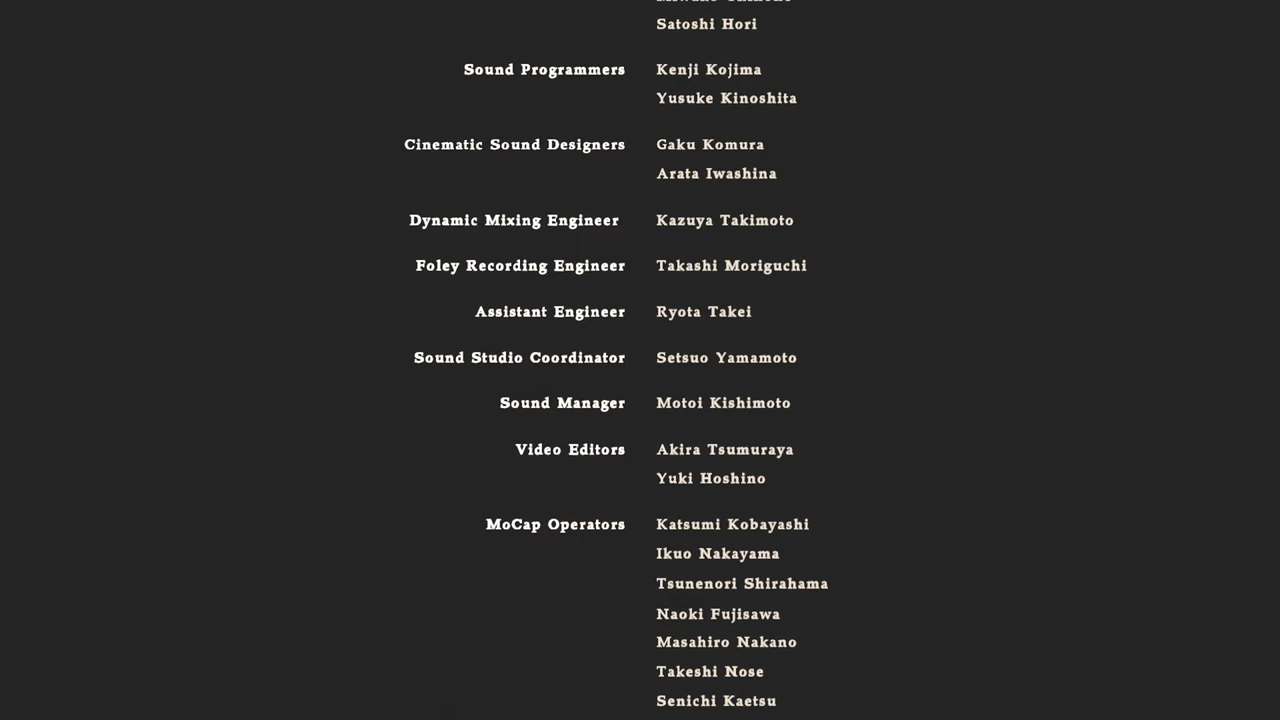 Satoshi Hori
Sound Programmers Kenji Kojima
Yusuke Kinoshita
Cinematic Sound Designers Gaku Komura
Arata Iwashina
Dynamic Mixing Engineer Kazuya Takimoto
Foley Recording Engineer Takashi Moriguchi
Assistant Engineer Ryota Takei
Sound Studio Coordinator Setsuo Yamamoto
Sound Manager Motoi Kishimoto
Video Editors Akira Tsumuraya
Yuki Hoshino
MoCap Operators Katsumi Kobayashi
Ikuo Nakayama
Tsunenori Shirahama
Naoki Fujisawa
Masahiro Nakano
Takeshi Nose
Senichi Kaetsu